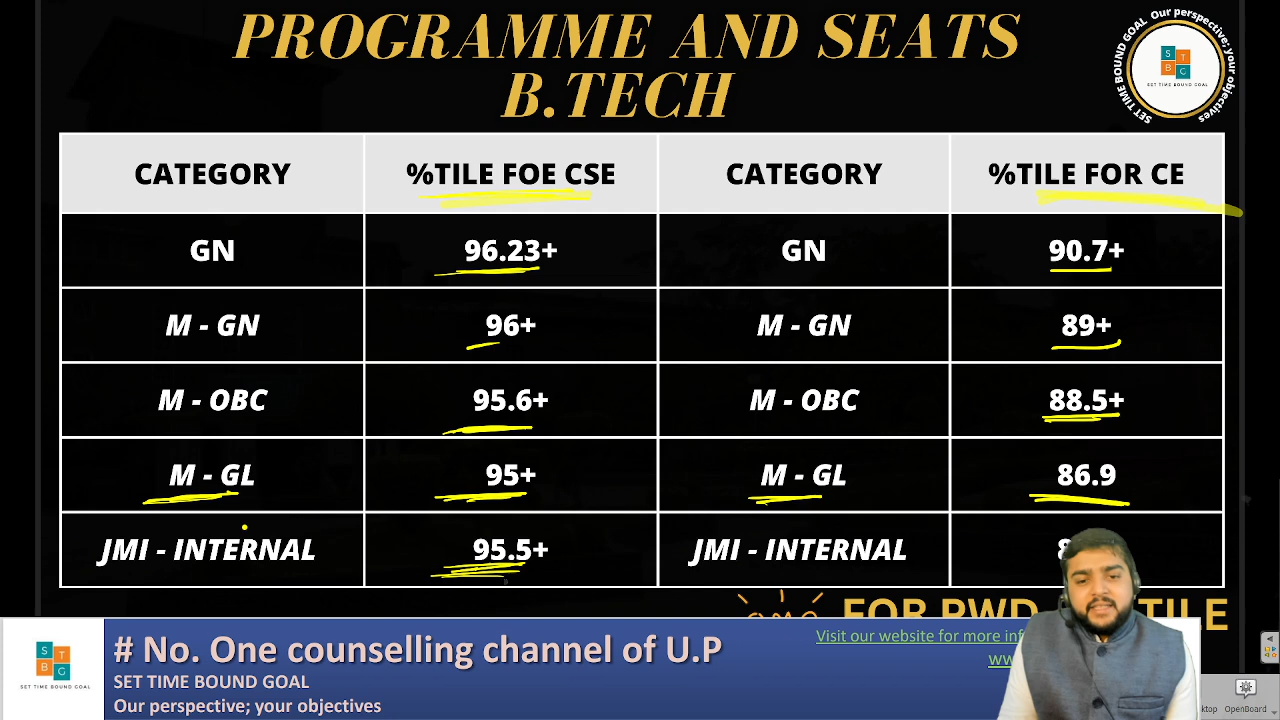 PROGRAMME AND SEATS
B.TECH
SET TIME BOUND GOAL Our perspective; your objectives
S T
B G
SET TIME BOUND GOAL
CATEGORY %TILE FOE CSE CATEGORY %TILE FOR CE
GN 96.23+ GN 90.7+
M - GN 96+ M - GN 89+
M - OBC 95.6+ M - OBC 88.5+
M - GL 95+ M - GL 86.9
JMI - INTERNAL 95.5+ JMI - INTERNAL
FOR PWD
# No. One counselling channel of U.P
SET TIME BOUND GOAL
Our perspective; your objectives
S T
B G
SET TIME BOUND GOAL
Visit our website for more
OpenBoard